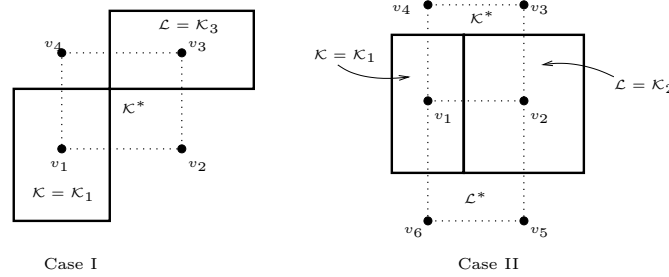 v₄
𝓛 = 𝓚₃
v₃
𝓚*
v₁
v₂
𝓚 = 𝓚₁
Case I
v₄
𝓚*
v₃
𝓚 = 𝓚₁
𝓛 = 𝓚₂
v₁
v₂
𝓛*
v₆
v₅
Case II